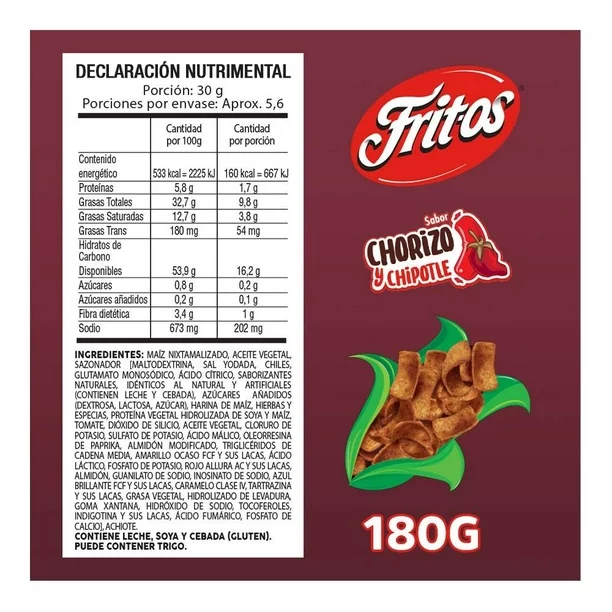 DECLARACIÓN NUTRIMENTAL
Porción: 30 g
Porciones por envase: Aprox. 5,6
Cantidad por 100g
Cantidad por porción
Contenido
energético 533 kcal = 2225 kJ 160 kcal = 667 kJ
Proteínas 5,8 g 1,7 g
Grasas Totales 32,7 g 9,8 g
Grasas Saturadas 12,7 g 3,8 g
Grasas Trans 180 mg 54 mg
Hidratos de
Carbono
Disponibles 53,9 g 16,2 g
Azúcares 0,8 g 0,2 g
Azúcares añadidos 0,2 g 0,1 g
Fibra dietética 3,4 g 1 g
Sodio 673 mg 202 mg
INGREDIENTES: MAÍZ NIXTAMALIZADO, ACEITE VEGETAL,
SAZONADOR [MALTODEXTRINA, SAL YODADA, CHILES,
GLUTAMATO MONOSÓDICO, ÁCIDO CÍTRICO, SABORIZANTES
NATURALES, IDÉNTICOS AL NATURAL Y ARTIFICIALES
(CONTIENEN LECHE Y CEBADA), AZÚCARES AÑADIDOS
(DEXTROSA, LACTOSA, AZÚCAR), HARINA DE MAÍZ, HIERBAS Y
ESPECIAS, PROTEÍNA VEGETAL HIDROLIZADA DE SOYA Y MAÍZ,
TOMATE, DIÓXIDO DE SILICIO, ACEITE VEGETAL, CLORURO DE
POTASIO, SULFATO DE POTASIO, ÁCIDO MÁLICO, OLEORRESINA
DE PAPRIKA, ALMIDÓN MODIFICADO, TRIGLICÉRIDOS DE
CADENA MEDIA, AMARILLO OCASO FCF Y SUS LACAS, ÁCIDO
LÁCTICO, FOSFATO DE POTASIO, ROJO ALLURA AC Y SUS LACAS,
ALMIDÓN, GUANILATO DE SODIO, INOSINATO DE SODIO, AZUL
BRILLANTE FCF Y SUS LACAS, CARAMELO CLASE IV, TARTRAZINA
Y SUS LACAS, GRASA VEGETAL, HIDROLIZADO DE LEVADURA,
GOMA XANTANA, HIDRÓXIDO DE SODIO, TOCOFEROLES,
INDIGOTINA Y SUS LACAS, ÁCIDO FUMÁRICO, FOSFATO DE
CALCIO], ACHIOTE.
CONTIENE LECHE, SOYA Y CEBADA (GLUTEN).
PUEDE CONTENER TRIGO.
Fritos
Sabor
CHORIZO
Y CHIPOTLE
180G